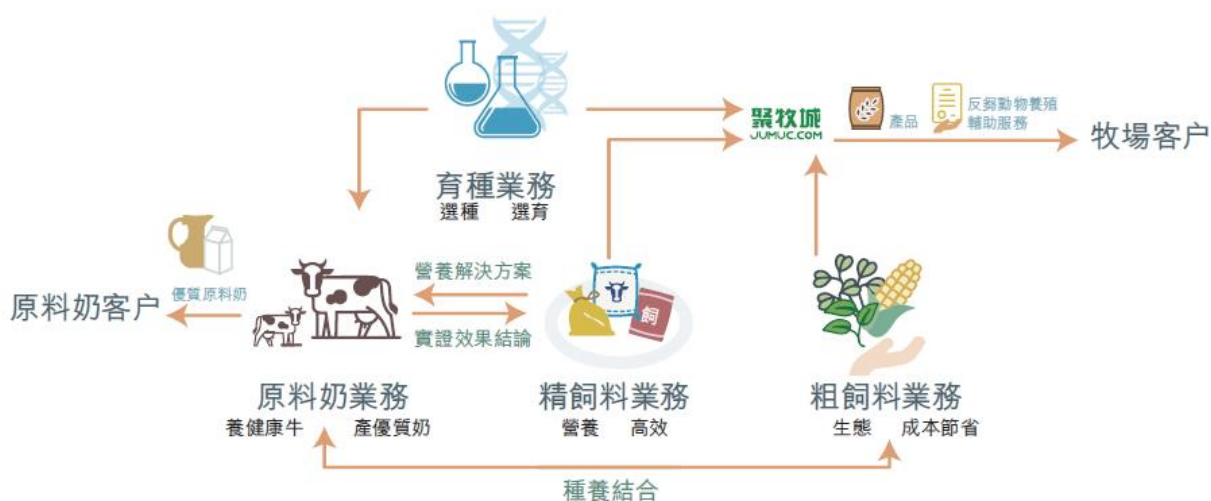 聚牧城
JUMUC.COM
產品
反芻動物養殖
輔助服務
牧場客户
育種業務
選種 選育
優質原料奶
原料奶客户
營養解決方案
實證效果結論
飼
原料奶業務
養健康牛 產優質奶
精飼料業務
營養 高效
粗飼料業務
生態 成本節省
種養結合